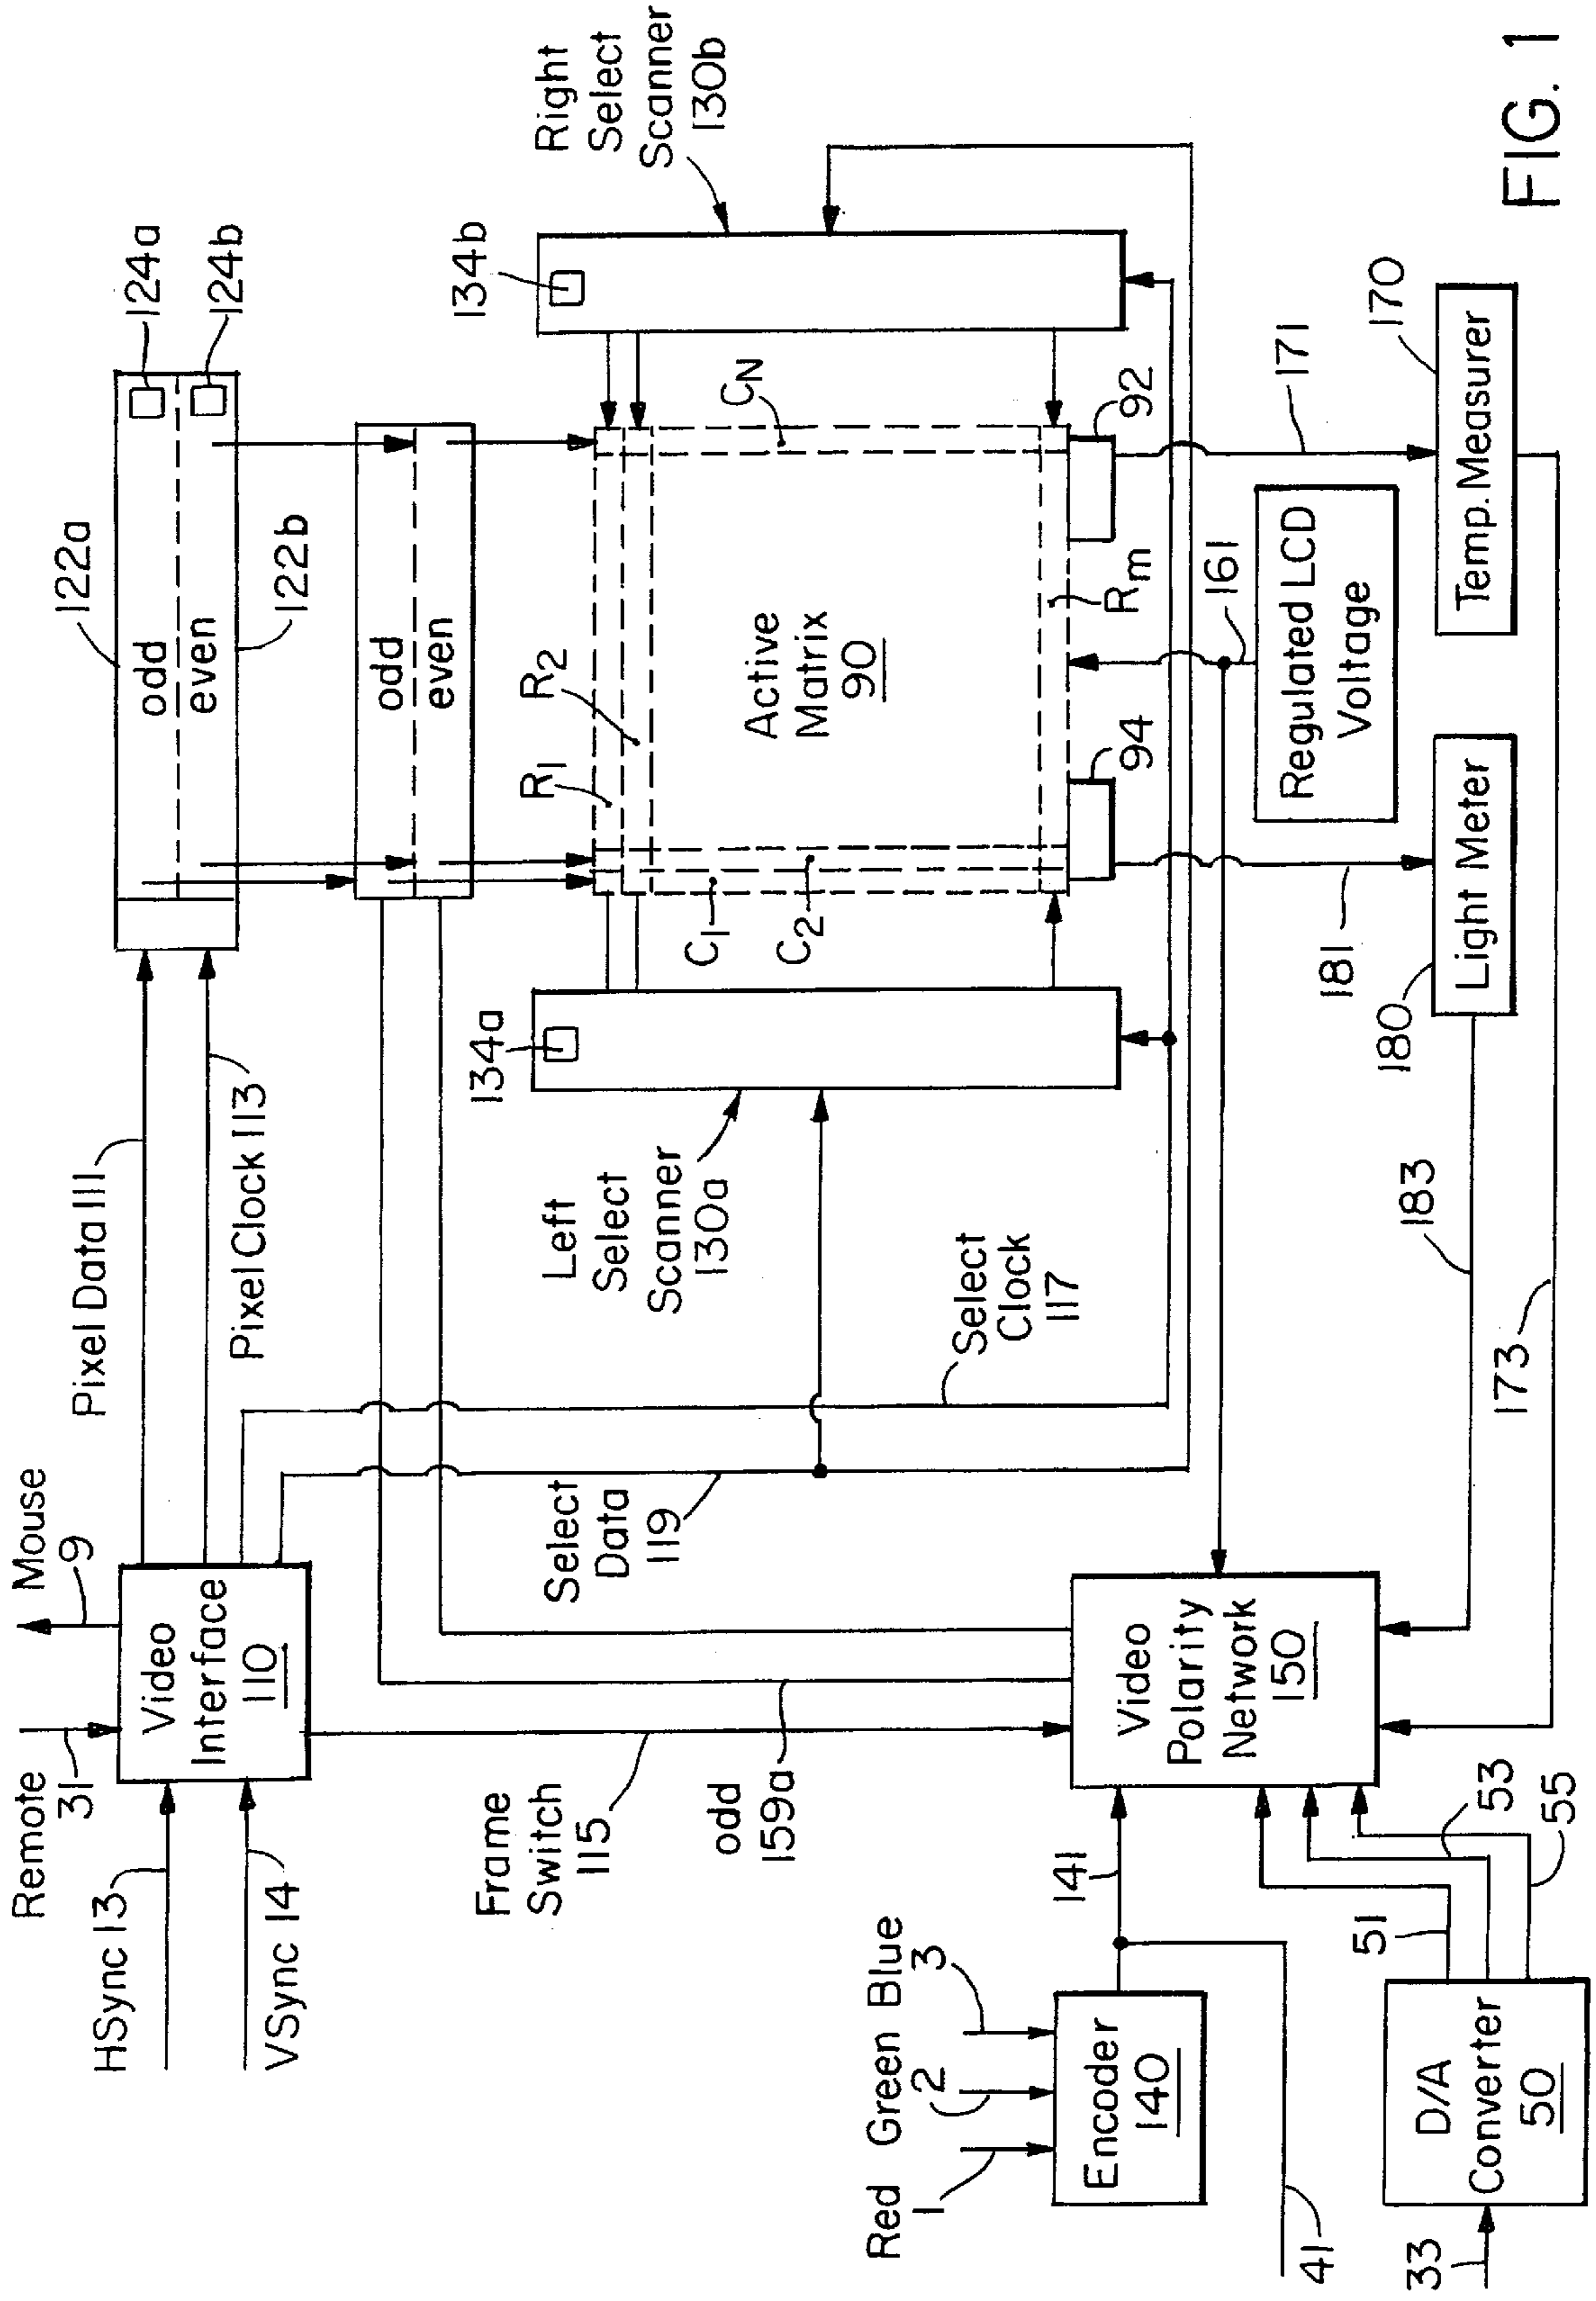 Remote
31
Mouse
9
HSync 13
VSync 14
Video
Interface
110
Pixel Data 111
Pixel Clock 113
122a
odd
even
122b
124a
124b
odd
even
Frame
Switch
115
odd
159a
Select
Data
119
Select
Clock
117
Left
Select
Scanner
130a
134a
Right
Select
Scanner
130b
134b
R1
R2
Rm
C1
C2
CN
Active
Matrix
90
94
92
Red Green Blue
1
2
3
Encoder
140
141
41
33
D/A
Converter
50
51
53
55
Video
Polarity
Network
150
161
Regulated LCD
Voltage
181
180
Light Meter
183
171
170
Temp. Measurer
173
FIG. 1